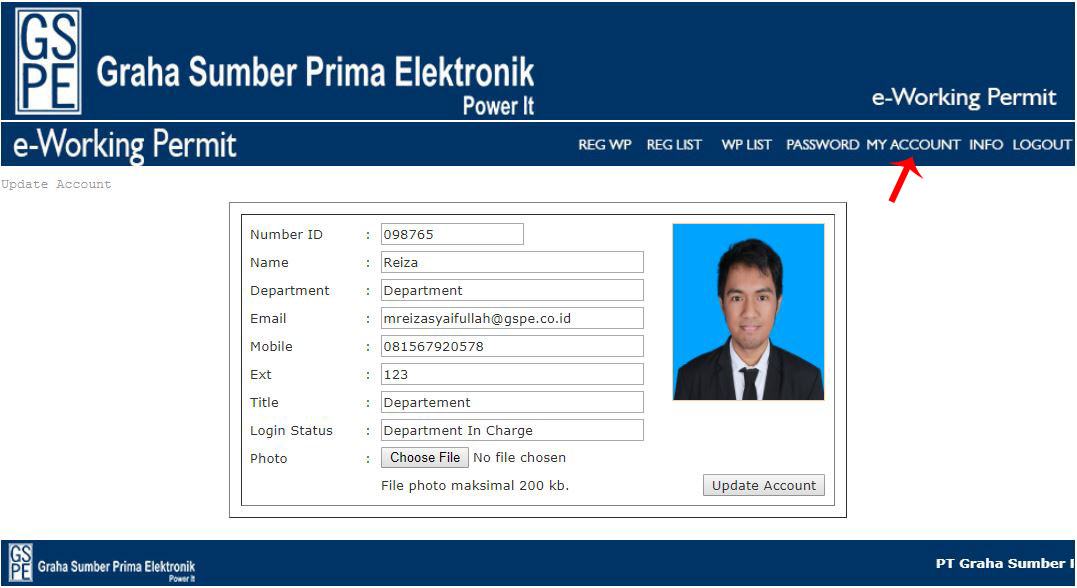 GS
PE
Graha Sumber Prima Elektronik
Power It
e-Working Permit
e-Working Permit
REG WP REG LIST WP LIST PASSWORD MY ACCOUNT INFO LOGOUT
Update Account
Number ID : 098765
Name : Reiza
Department : Department
Email : mreizasyaifullah@gspe.co.id
Mobile : 081567920578
Ext : 123
Title : Departement
Login Status : Department In Charge
Photo : Choose File No file chosen
File photo maksimal 200 kb.
Update Account
GS
PE
Graha Sumber Prima Elektronik
Power It
PT Graha Sumber